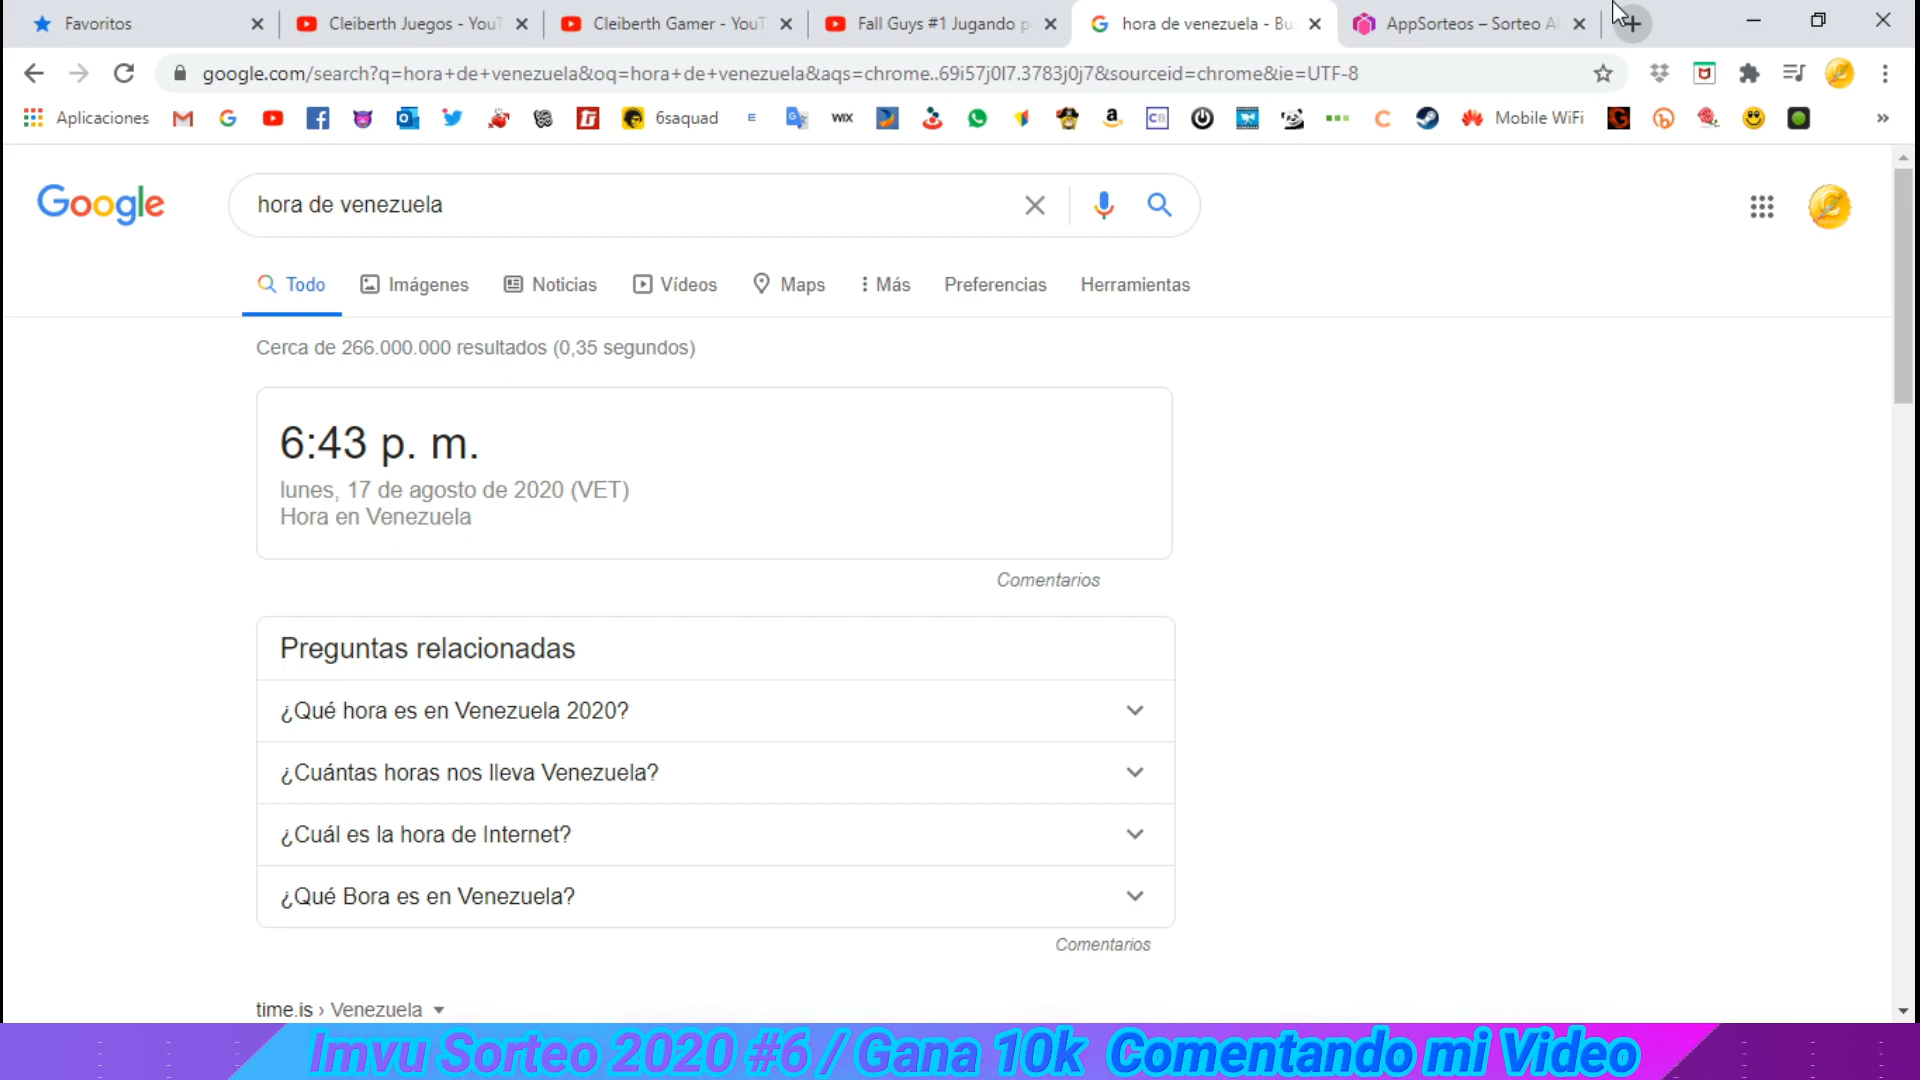 Favoritos
Cleiberth Juegos - YouT
Cleiberth Gamer - YouT
Fall Guys #1 Jugando p
hora de venezuela - Bu
AppSorteos – Sorteo Al
google.com/search?q=hora+de+venezuela&oq=hora+de+venezuela&aqs=chrome..69i57j0l7.3783j0j7&sourceid=chrome&ie=UTF-8
Aplicaciones
6saquad
WIX
Mobile WiFi
Google
hora de venezuela
Todo
Imágenes
Noticias
Vídeos
Maps
Más
Preferencias
Herramientas
Cerca de 266.000.000 resultados (0,35 segundos)
6:43 p. m.
lunes, 17 de agosto de 2020 (VET)
Hora en Venezuela
Comentarios
Preguntas relacionadas
¿Qué hora es en Venezuela 2020?
¿Cuántas horas nos lleva Venezuela?
¿Cuál es la hora de Internet?
¿Qué Bora es en Venezuela?
Comentarios
time.is › Venezuela
Imvu Sorteo 2020 #6 / Gana 10k Comentando mi Video